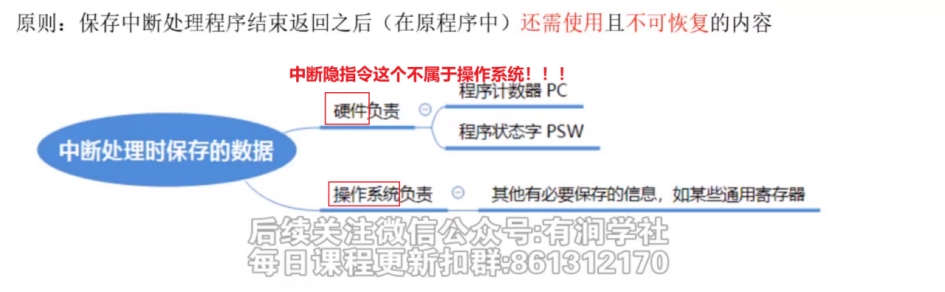 原则：保存中断处理程序结束返回之后（在原程序中）还需使用且不可恢复的内容
中断隐指令这个不属于操作系统！！！
程序计数器 PC
硬件负责
程序状态字 PSW
中断处理时保存的数据
操作系统负责
其他有必要保存的信息，如某些通用寄存器
后续关注微信公众号:有润学社
每日课程更新扣群:861312170